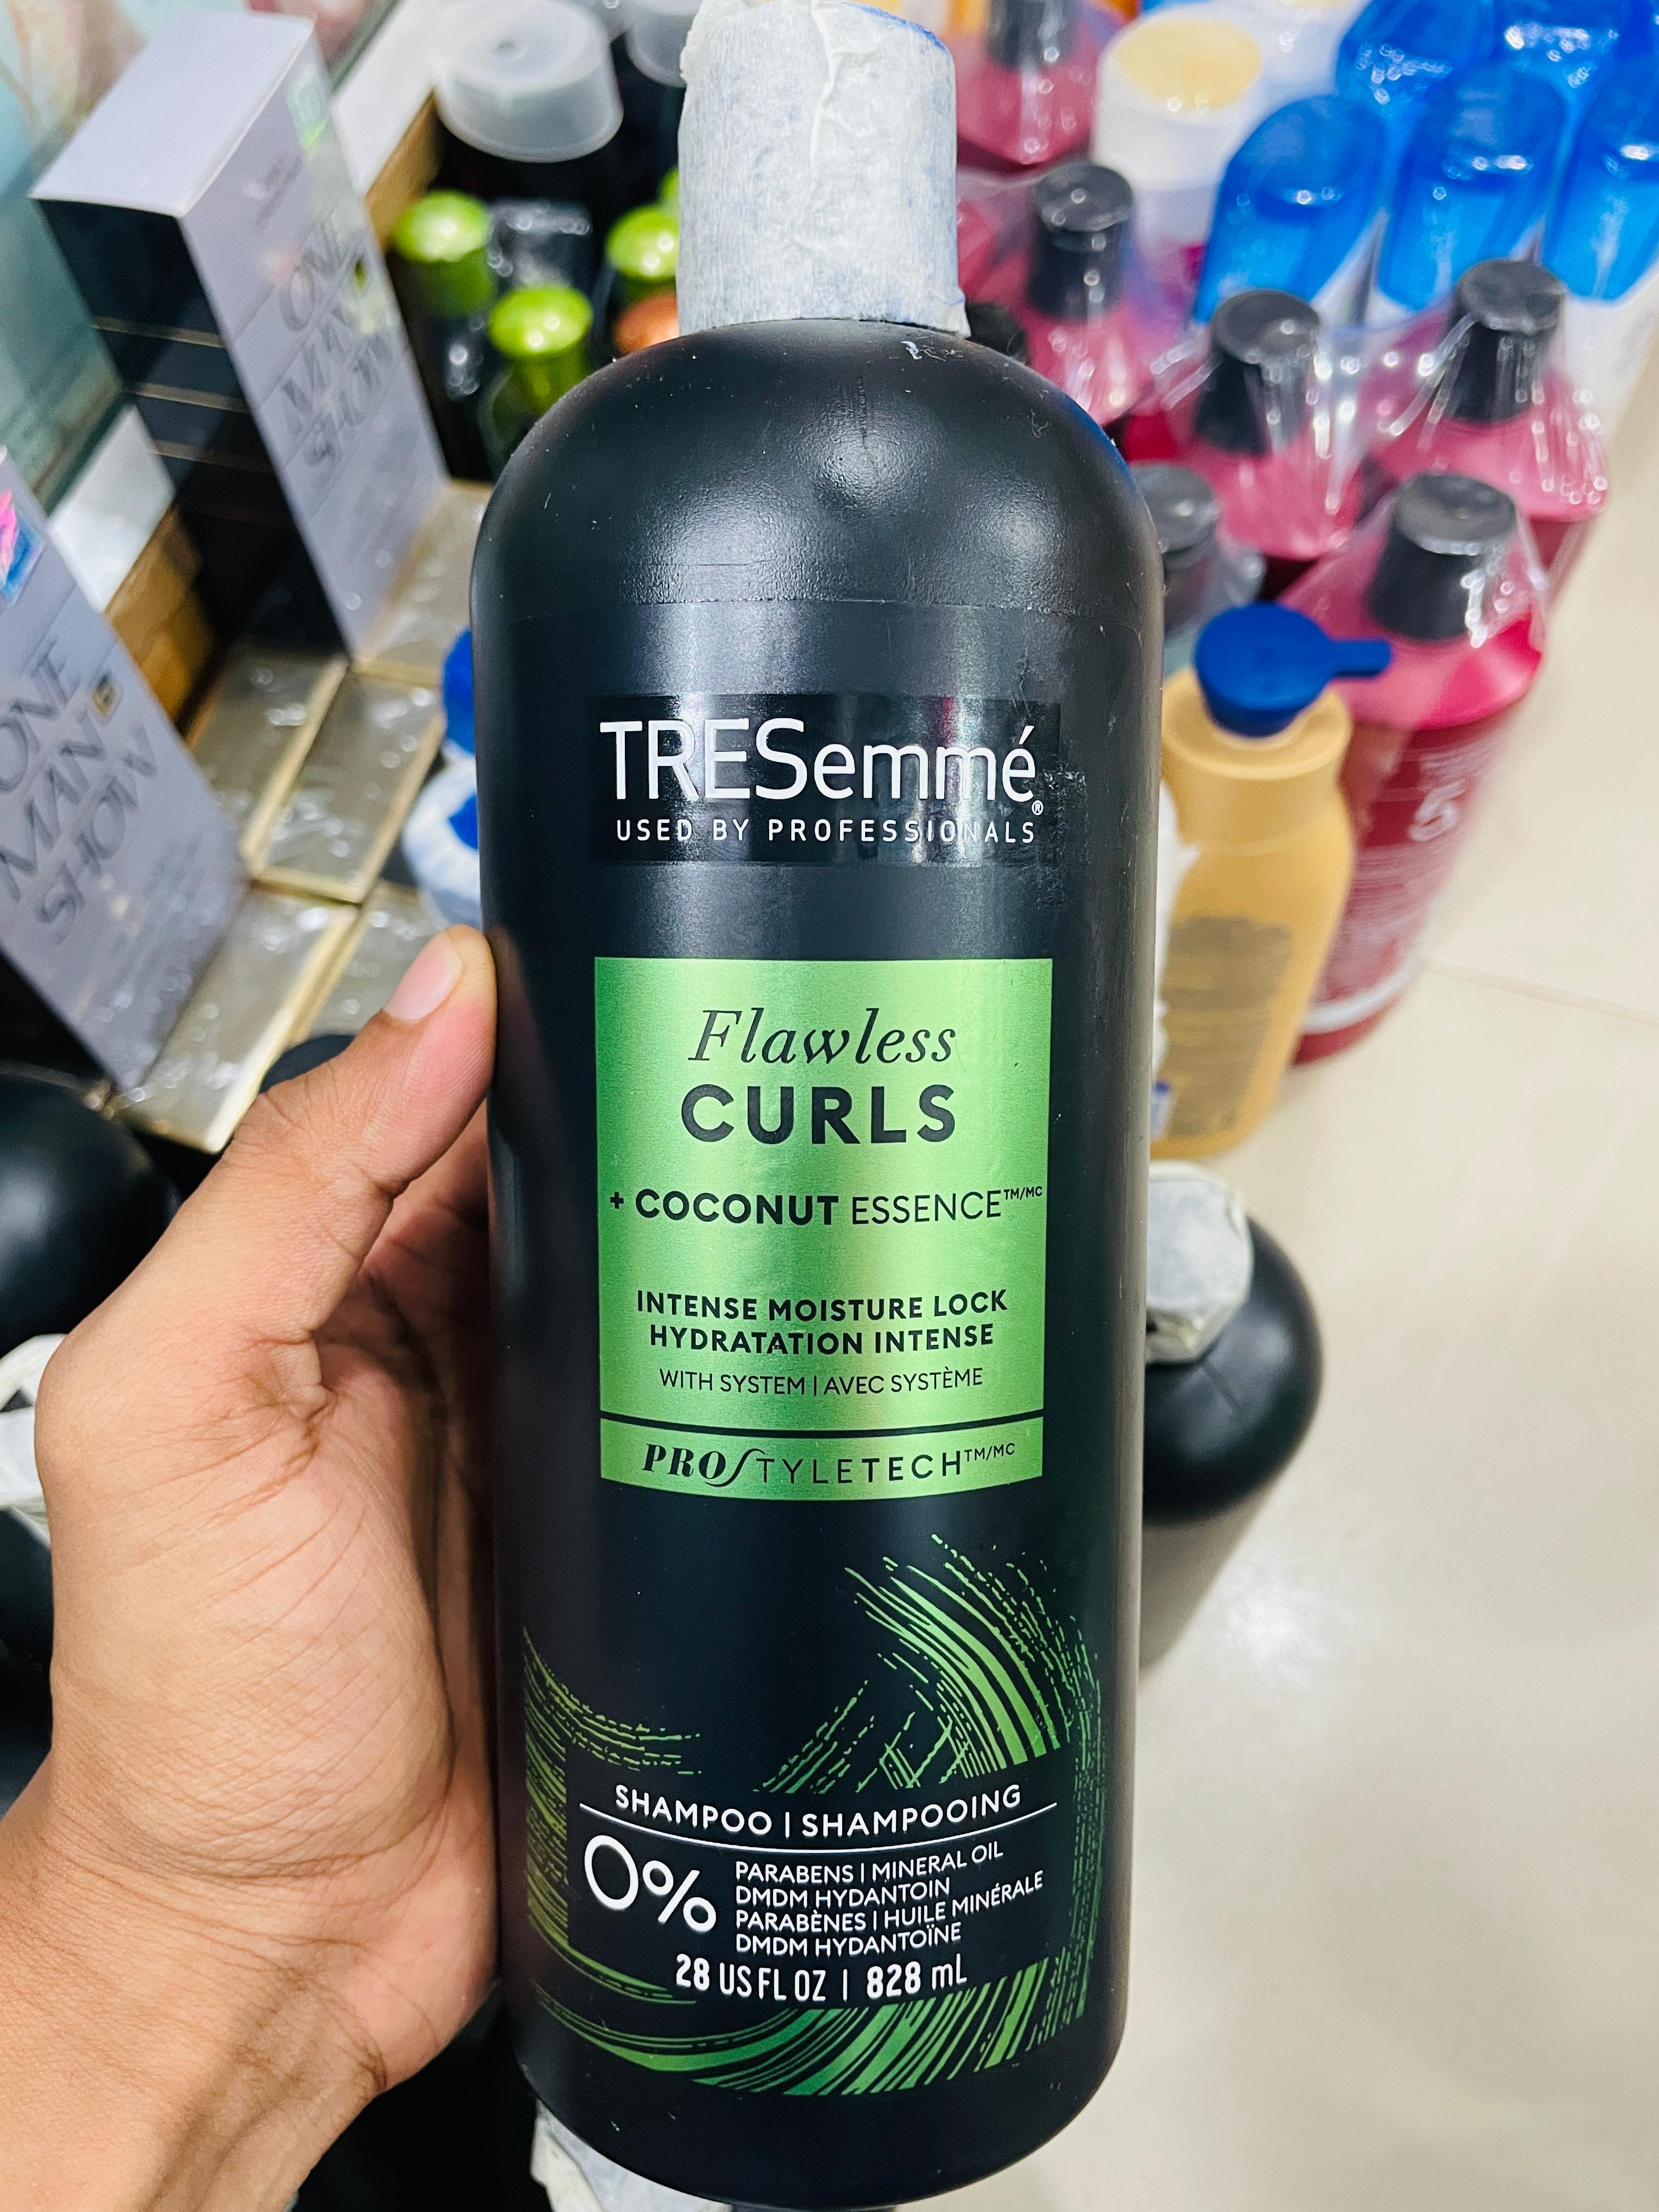 TRESemmé®
USED BY PROFESSIONALS
Flawless
CURLS
+ COCONUT ESSENCE™/MC
INTENSE MOISTURE LOCK
HYDRATATION INTENSE
WITH SYSTEM | AVEC SYSTÈME
PROSTYLETECH™/MC
SHAMPOO | SHAMPOOING
0%
PARABENS | MINERAL OIL
DMDM HYDANTOIN
PARABÈNES | HUILE MINÉRALE
DMDM HYDANTOÏNE
28 US FL OZ | 828 mL
ONE
MAN
SHOW
ONE
MAN
SHOW
5